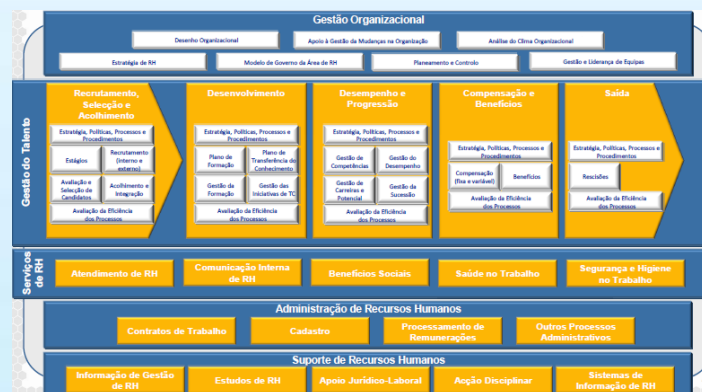 Gestão Organizacional
Desenho Organizacional
Apoio à Gestão da Mudanças na Organização
Análise do Clima Organizacional
Estratégia de RH
Modelo de Governo da Área de RH
Planeamento e Controlo
Gestão e Liderança de Equipas
Gestão do Talento
Recrutamento,
Selecção e
Acolhimento
Estratégia, Políticas, Processos e
Procedimentos
Estágios
Recrutamento
(interno e
externo)
Avaliação e
Selecção de
Candidatos
Acolhimento e
Integração
Avaliação da Eficiência
dos Processos
Desenvolvimento
Estratégia, Políticas, Processos e
Procedimentos
Plano de
Formação
Plano de
Transferência do
Conhecimento
Gestão da
Formação
Gestão das
Iniciativas de TC
Avaliação da Eficiência
dos Processos
Desempenho e
Progressão
Estratégia, Políticas, Processos e
Procedimentos
Gestão de
Competências
Gestão do
Desempenho
Gestão de
Carreiras e
Potencial
Gestão da
Sucessão
Avaliação da Eficiência
dos Processos
Compensação e
Benefícios
Estratégia, Políticas, Processos e
Procedimentos
Compensação
(fixa e variável)
Benefícios
Avaliação da Eficiência
dos Processos
Saída
Estratégia, Políticas, Processos e
Procedimentos
Rescisões
Avaliação da Eficiência
dos Processos
Serviços
de RH
Atendimento de RH
Comunicação Interna
de RH
Benefícios Sociais
Saúde no Trabalho
Segurança e Higiene
no Trabalho
Administração de Recursos Humanos
Contratos de Trabalho
Cadastro
Processamento de
Remunerações
Outros Processos
Administrativos
Suporte de Recursos Humanos
Informação de Gestão
de RH
Estudos de RH
Apoio Jurídico-Laboral
Acção Disciplinar
Sistemas de
Informação de RH